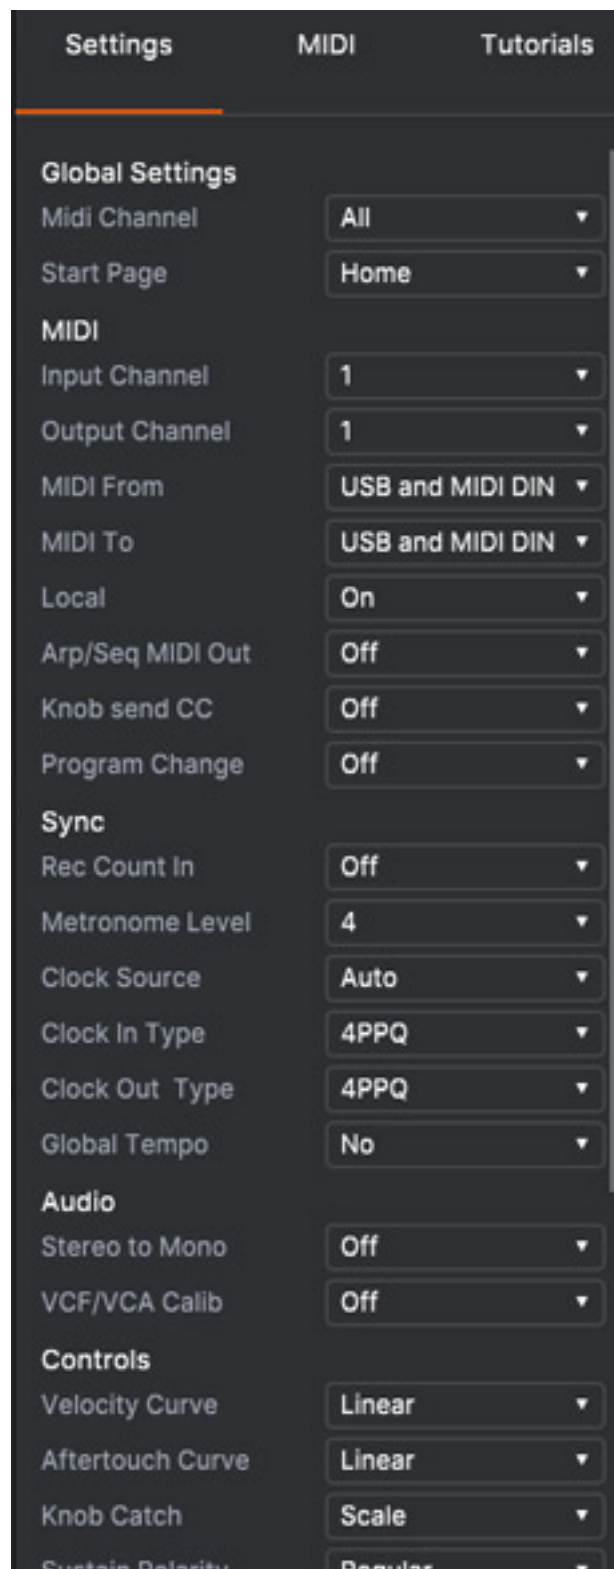 Settings MIDI Tutorials
Global Settings
Midi Channel All
Start Page Home
MIDI
Input Channel 1
Output Channel 1
MIDI From USB and MIDI DIN
MIDI To USB and MIDI DIN
Local On
Arp/Seq MIDI Out Off
Knob send CC Off
Program Change Off
Sync
Rec Count In Off
Metronome Level 4
Clock Source Auto
Clock In Type 4PPQ
Clock Out Type 4PPQ
Global Tempo No
Audio
Stereo to Mono Off
VCF/VCA Calib Off
Controls
Velocity Curve Linear
Aftertouch Curve Linear
Knob Catch Scale
Sustain Polarity Regular